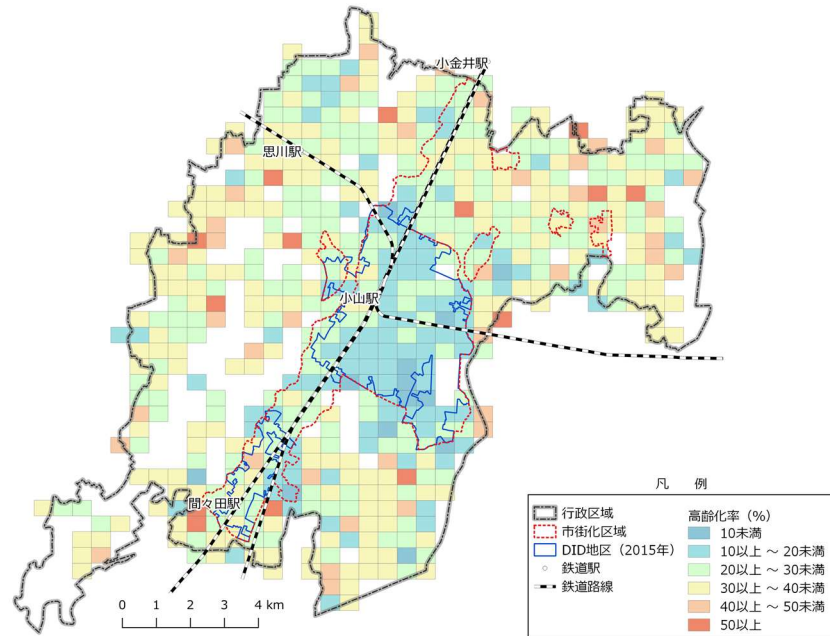 小金井駅
思川駅
小山駅
間々田駅
0 1 2 3 4 km
凡 例
行政区域
市街化区域
DID地区（2015年）
鉄道駅
鉄道路線
高齢化率（%）
10未満
10以上 ～ 20未満
20以上 ～ 30未満
30以上 ～ 40未満
40以上 ～ 50未満
50以上